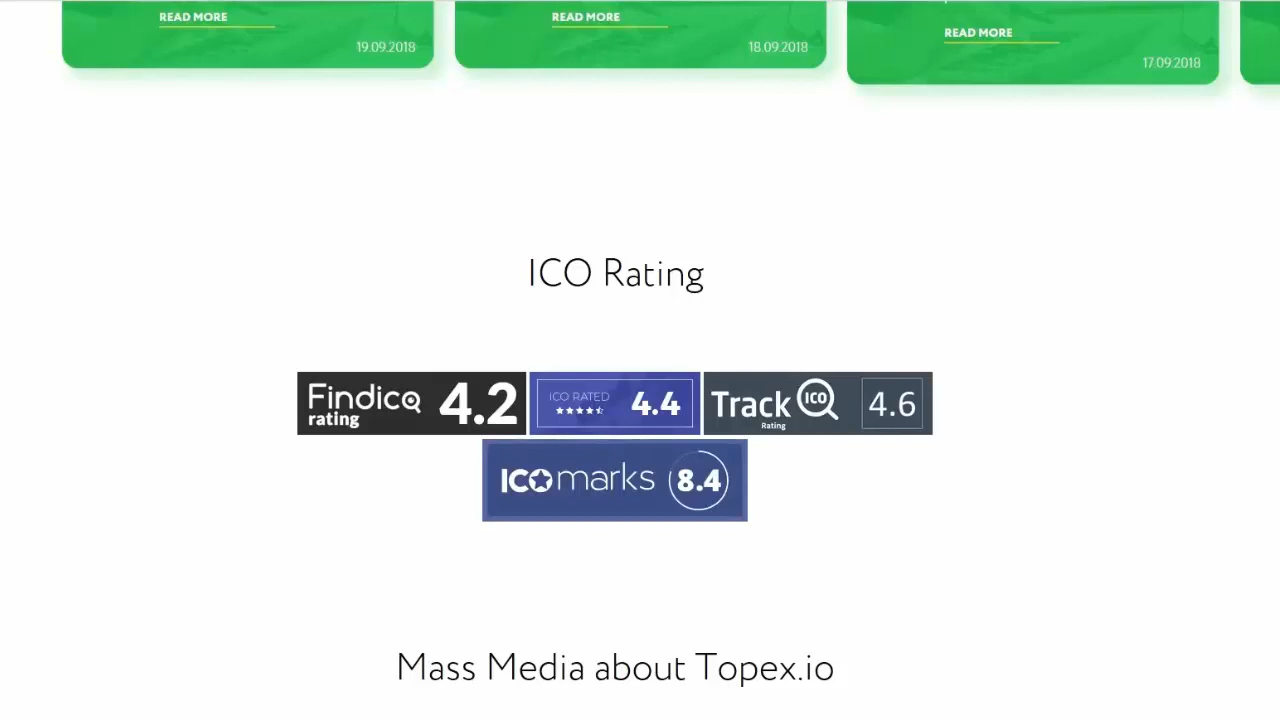 READ MORE
19.09.2018
READ MORE
18.09.2018
READ MORE
17.09.2018
ICO Rating
Findico
rating
4.2
ICO RATED
4.4
Track ICO
Rating
4.6
ICOmarks
8.4
Mass Media about Topex.io